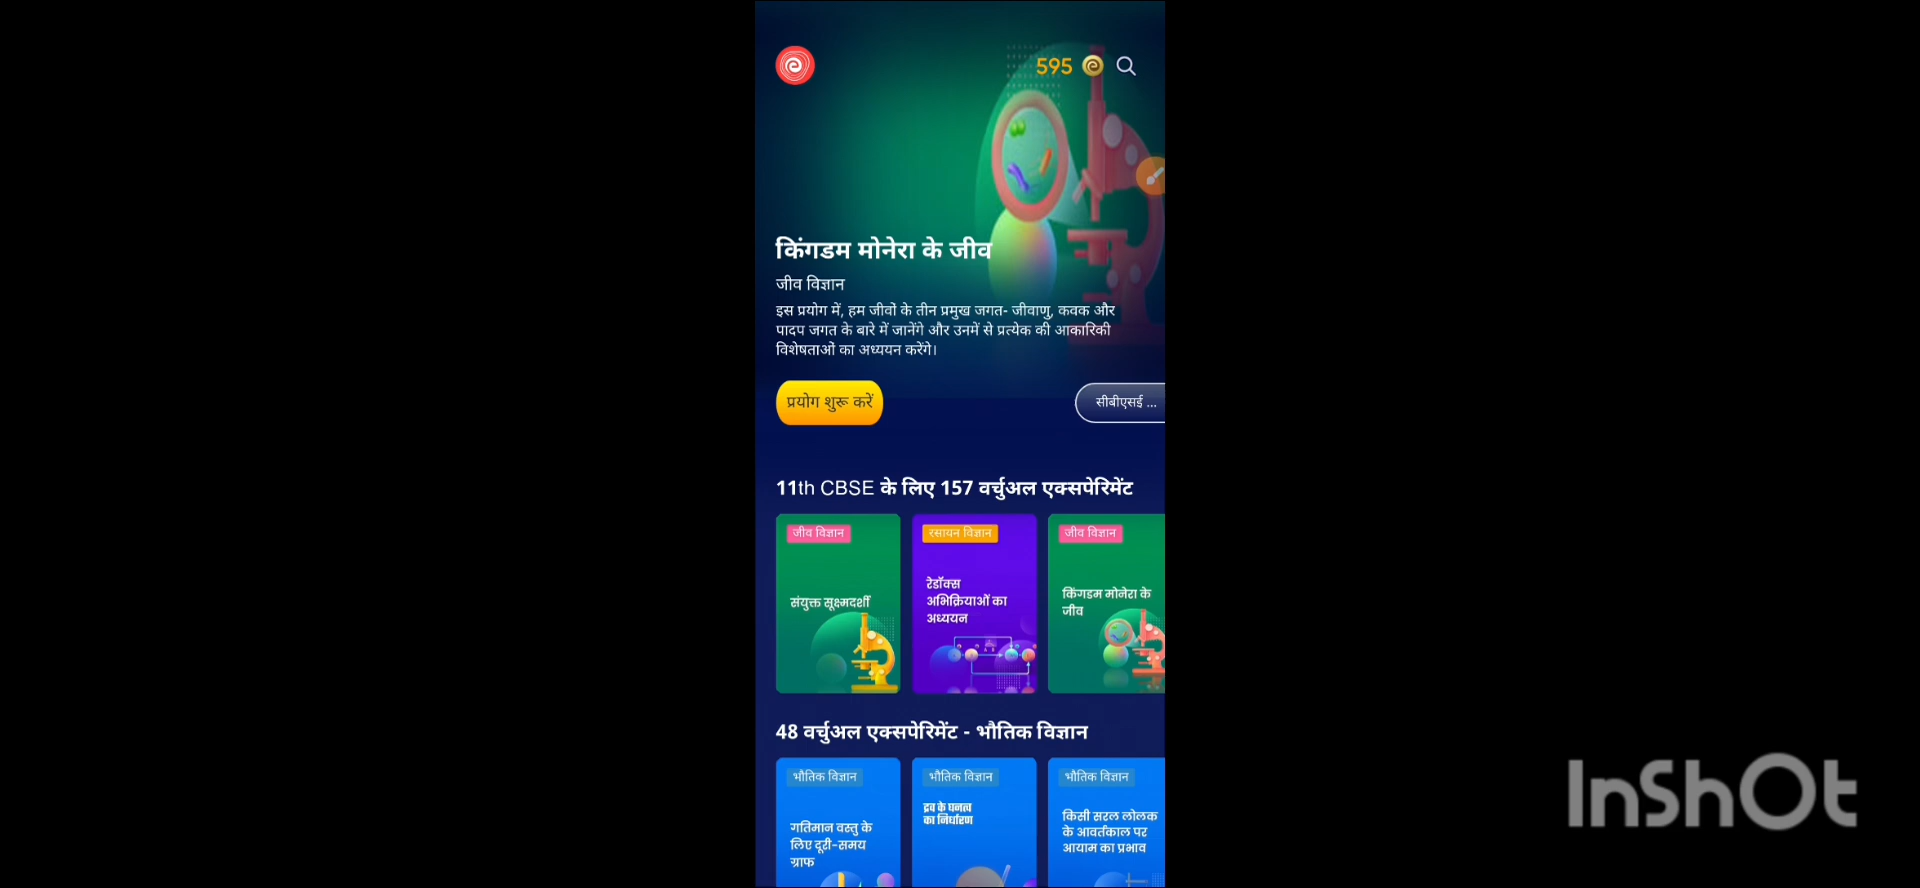 595
किंगडम मोनेरा के जीव
जीव विज्ञान
इस प्रयोग में, हम जीवों के तीन प्रमुख जगत- जीवाणु, कवक और
पादप जगत के बारे में जानेंगे और उनमें से प्रत्येक की आकारिकी
विशेषताओं का अध्ययन करेंगे।
प्रयोग शुरू करें
सीबीएसई ...
11th CBSE के लिए 157 वर्चुअल एक्सपेरिमेंट
जीव विज्ञान
संयुक्त सूक्ष्मदर्शी
रसायन विज्ञान
रेडॉक्स
अभिक्रियाओं का
अध्ययन
जीव विज्ञान
किंगडम मोनेरा के
जीव
48 वर्चुअल एक्सपेरिमेंट - भौतिक विज्ञान
भौतिक विज्ञान
गतिमान वस्तु के
लिए दूरी-समय
ग्राफ
भौतिक विज्ञान
द्रव के घनत्व
का निर्धारण
भौतिक विज्ञान
किसी सरल लोलक
के आवर्तकाल पर
आयाम का प्रभाव
InShOt